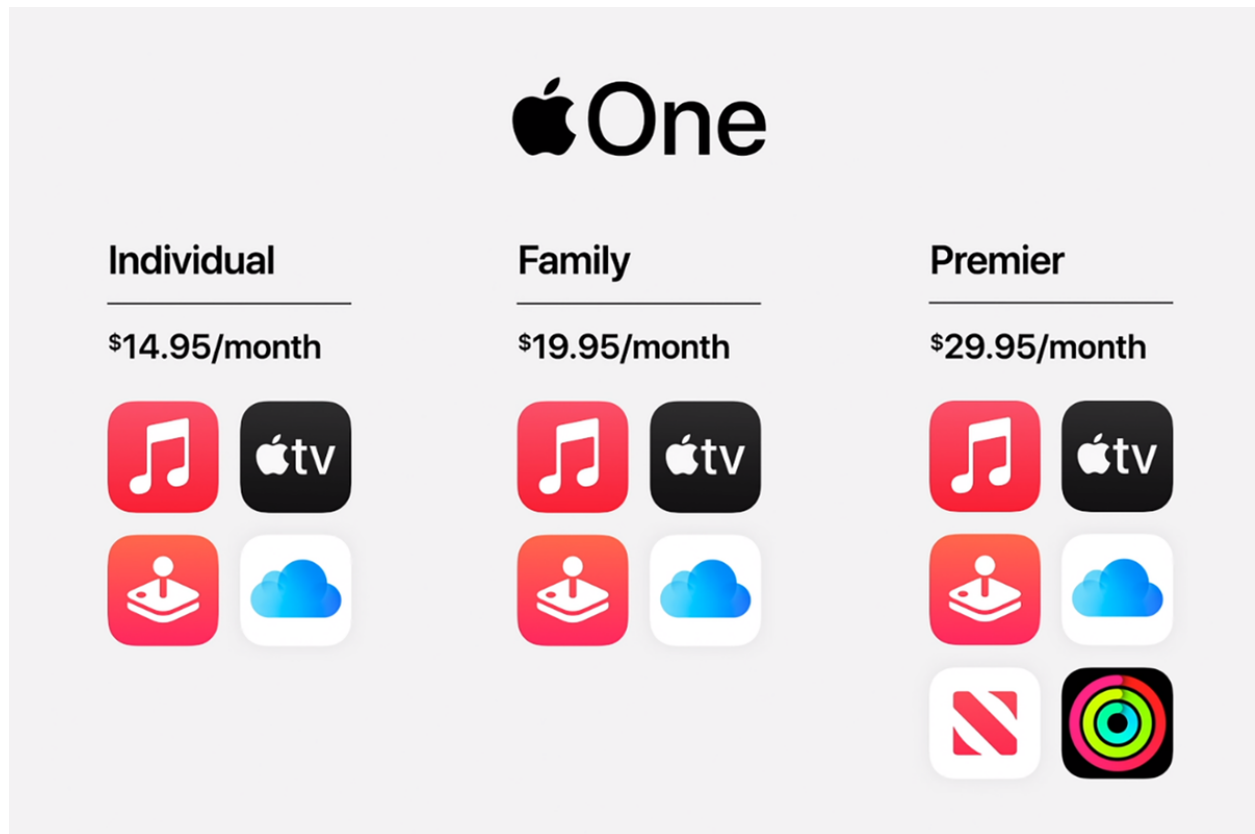 One
Individual
$14.95/month
tv
Family
$19.95/month
tv
Premier
$29.95/month
tv